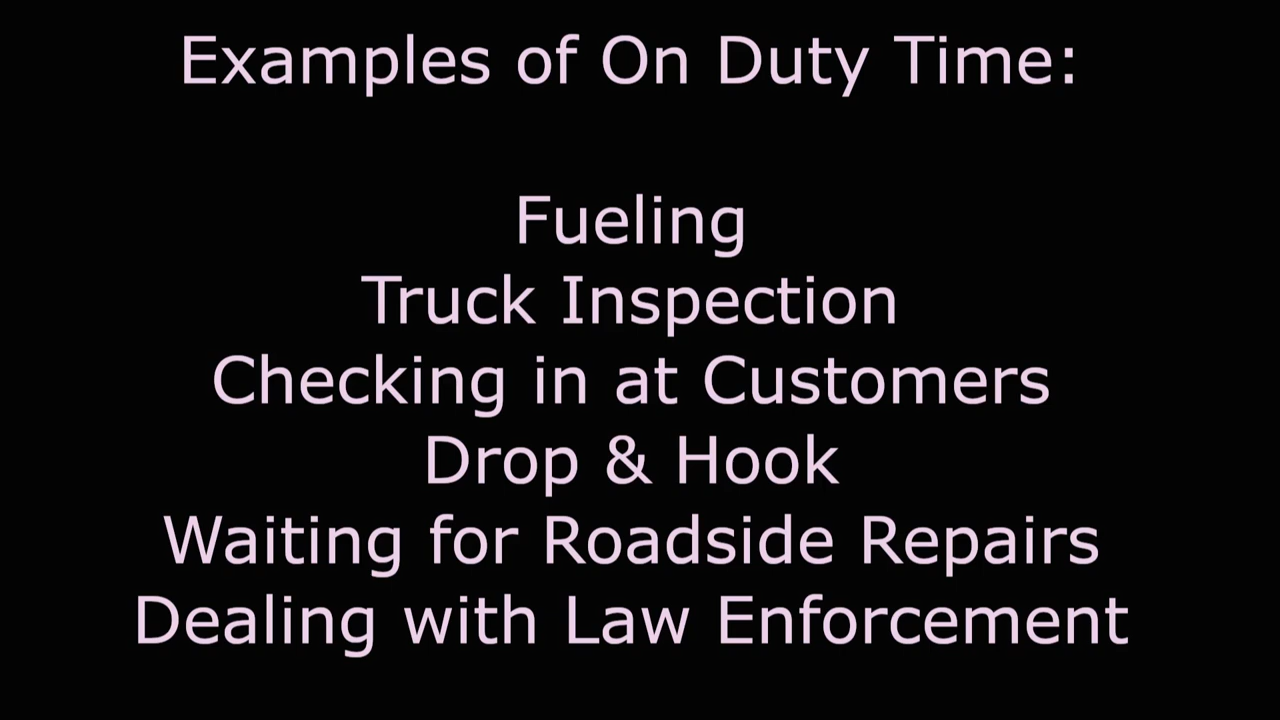 Examples of On Duty Time:
Fueling
Truck Inspection
Checking in at Customers
Drop & Hook
Waiting for Roadside Repairs
Dealing with Law Enforcement